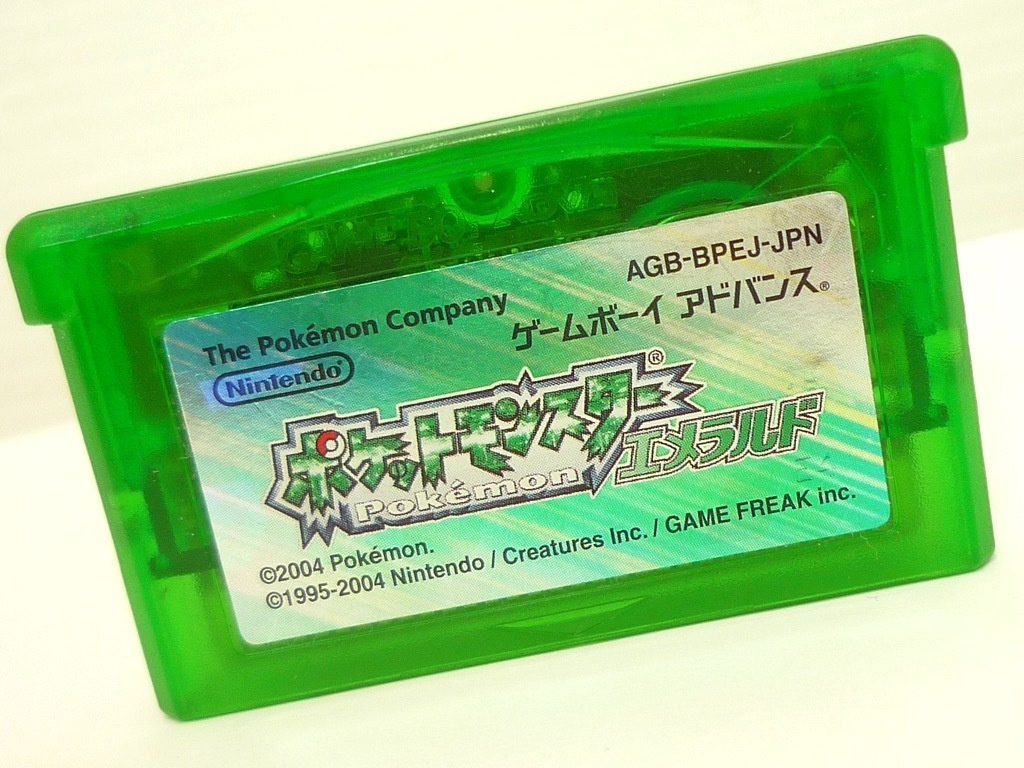 GAME BOY
AGB-BPEJ-JPN
The Pokémon Company
ゲームボーイ アドバンス®
Nintendo®
ポケットモンスター®
Pokémon
エメラルド
©2004 Pokémon.
©1995-2004 Nintendo / Creatures Inc. / GAME FREAK inc.